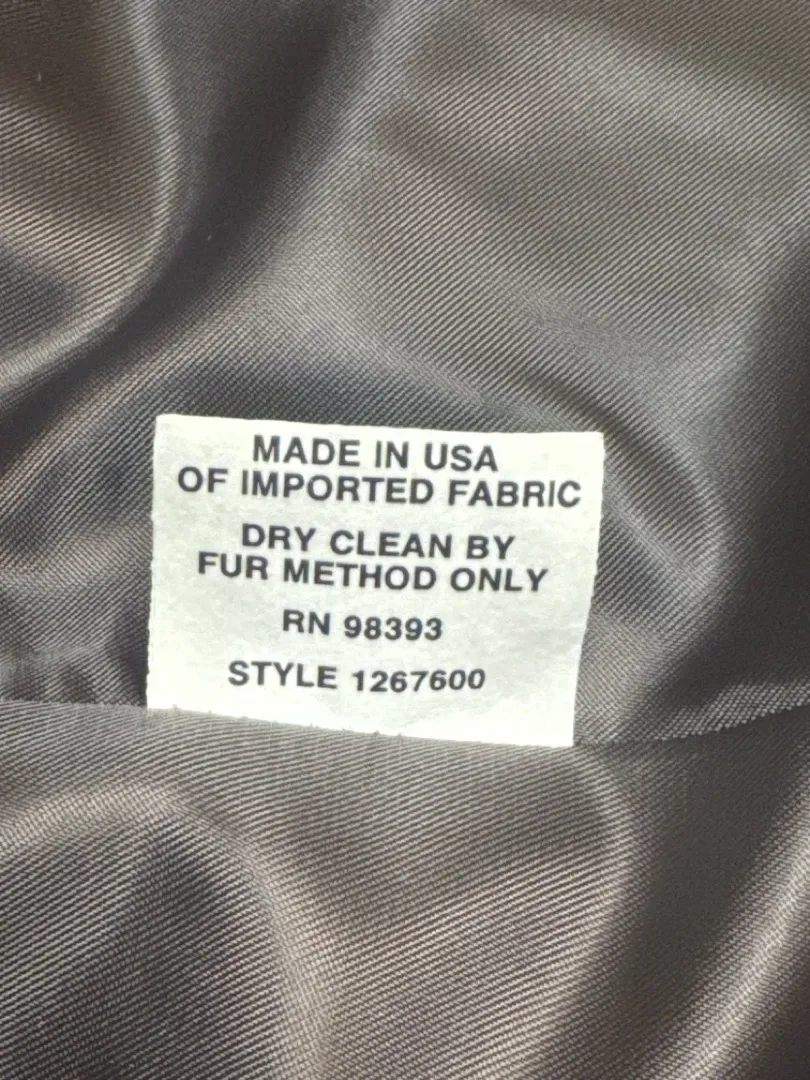 MADE IN USA
OF IMPORTED FABRIC
DRY CLEAN BY
FUR METHOD ONLY
RN 98393
STYLE 1267600